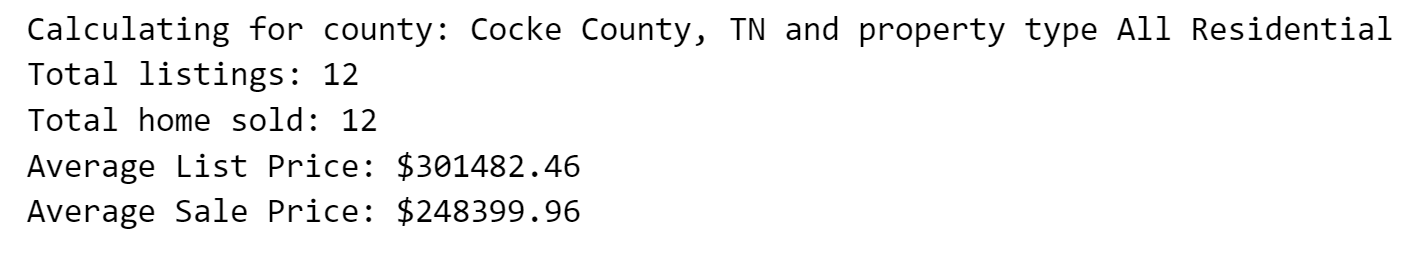 Calculating for county: Cocke County, TN and property type All Residential
Total listings: 12
Total home sold: 12
Average List Price: $301482.46
Average Sale Price: $248399.96